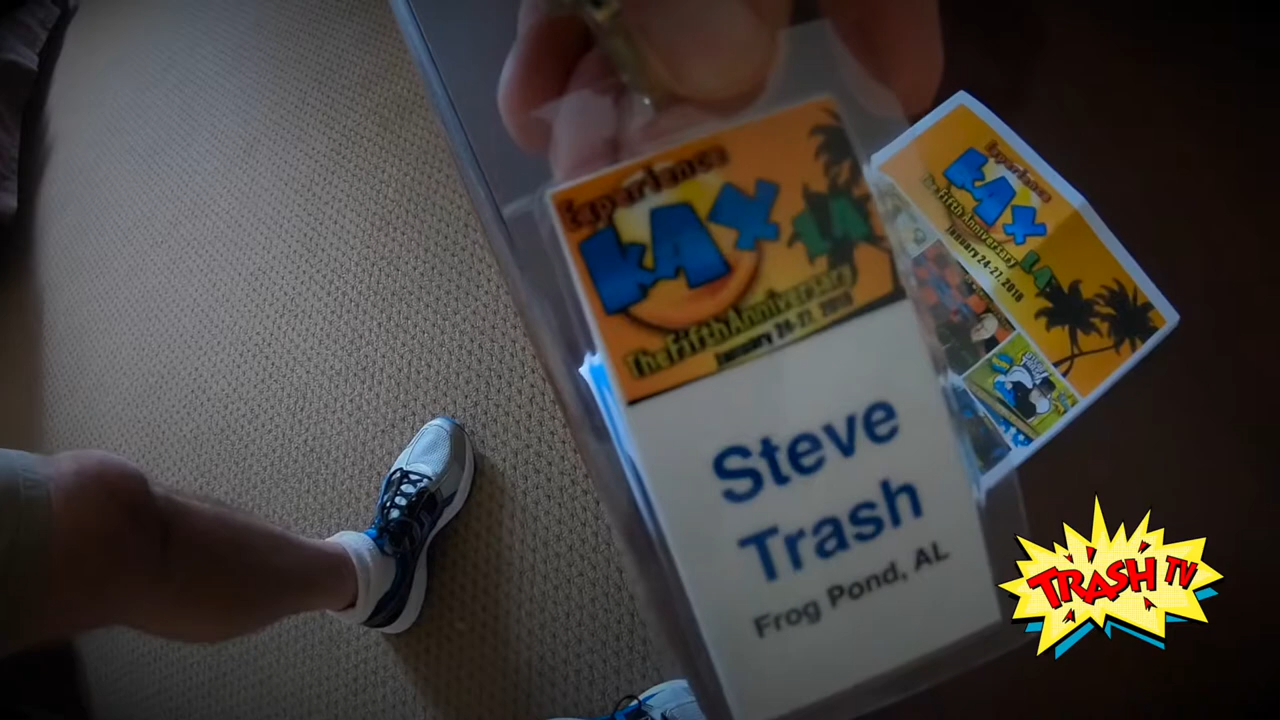 Experience
kAX LA
The Fifth Anniversary
January 24-27, 2018
Steve
Trash
Frog Pond, AL
Experience
kAX
The Fifth Anniversary
LA
January 24-27, 2018
TRASH TV